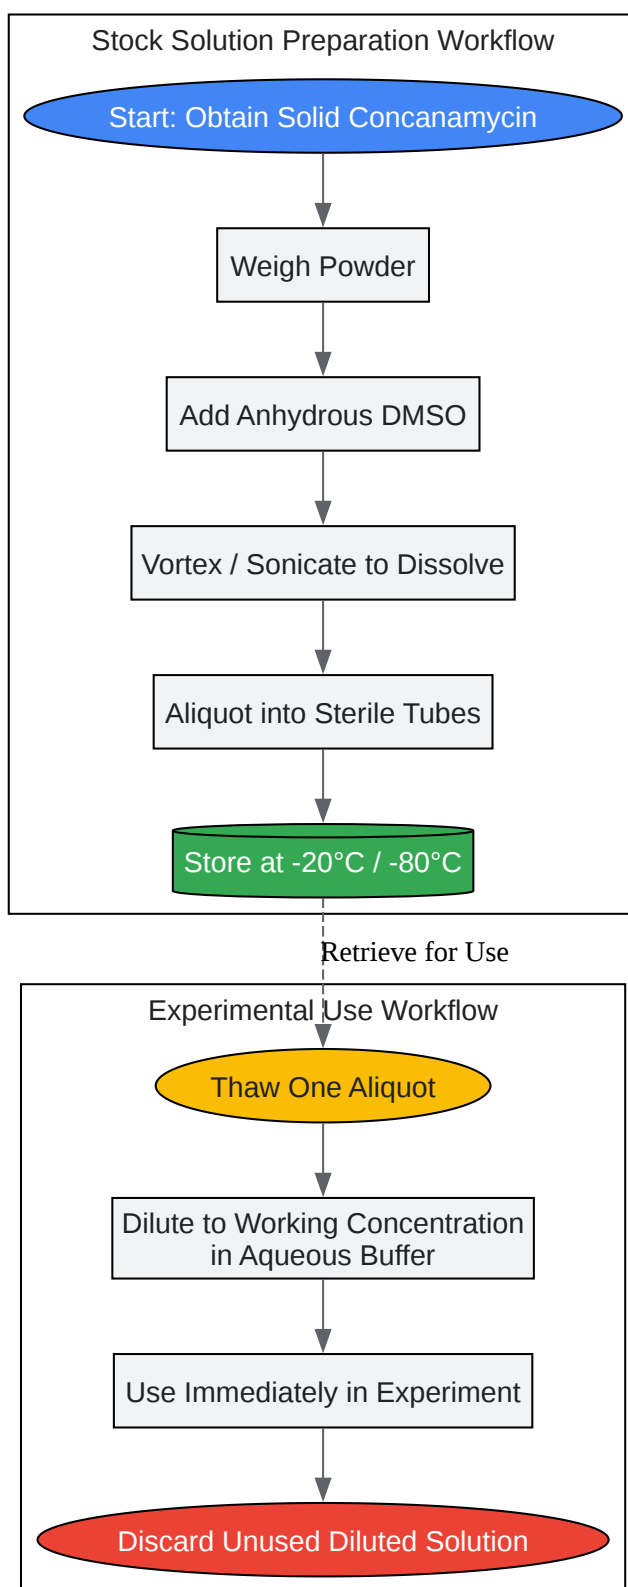 Stock Solution Preparation Workflow
Start: Obtain Solid Concanamycin
Weigh Powder
Add Anhydrous DMSO
Vortex / Sonicate to Dissolve
Aliquot into Sterile Tubes
Store at -20°C / -80°C
Retrieve for Use
Experimental Use Workflow
Thaw One Aliquot
Dilute to Working Concentration
in Aqueous Buffer
Use Immediately in Experiment
Discard Unused Diluted Solution